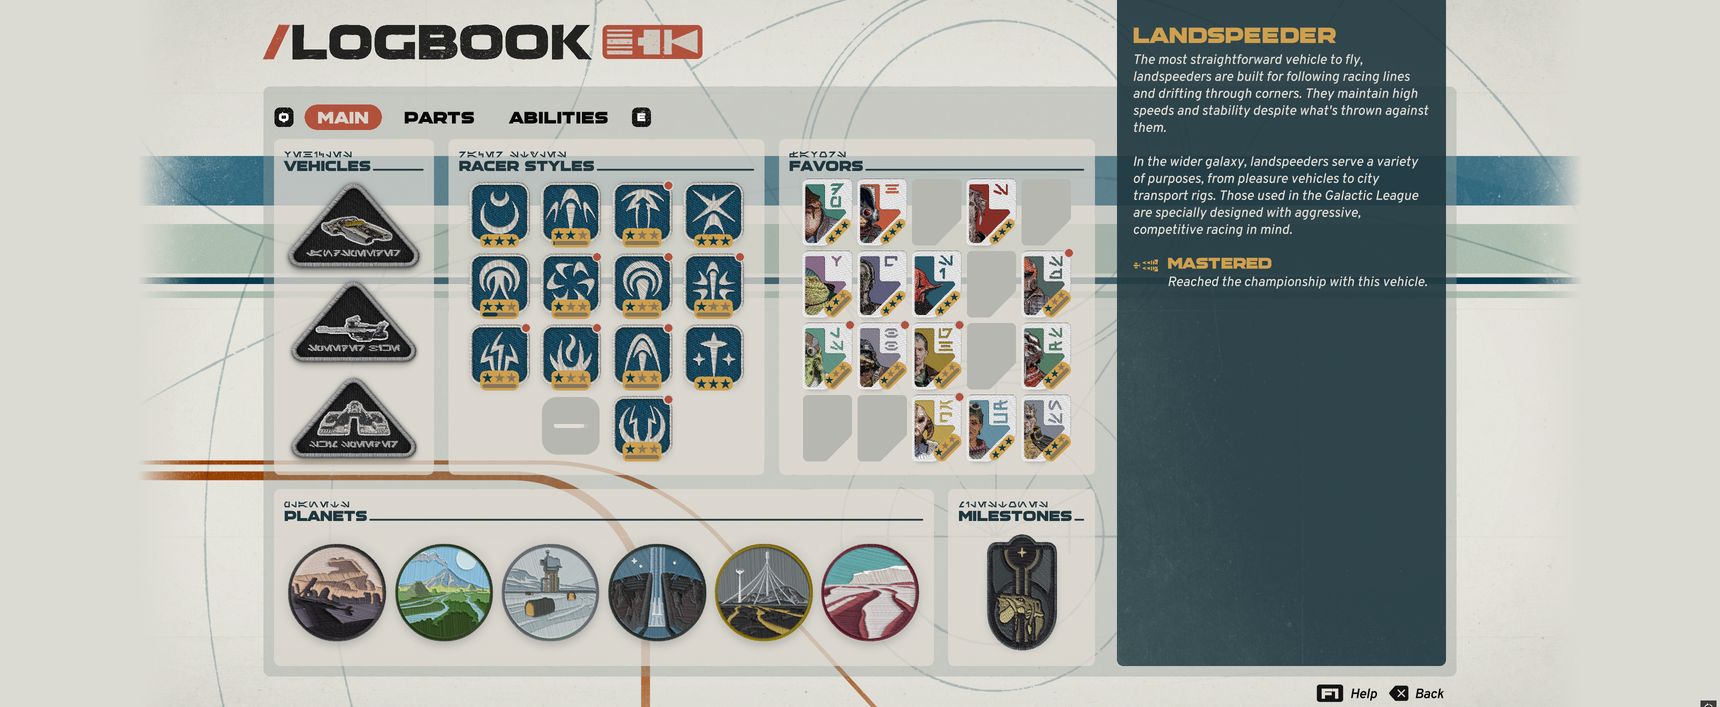 /LOGBOOK
Q MAIN PARTS ABILITIES E
VEHICLES
RACER STYLES
FAVORS
PLANETS
MILESTONES
LANDSPEEDER
The most straightforward vehicle to fly,
landspeeders are built for following racing lines
and drifting through corners. They maintain high
speeds and stability despite what's thrown against
them.
In the wider galaxy, landspeeders serve a variety
of purposes, from pleasure vehicles to city
transport rigs. Those used in the Galactic League
are specially designed with aggressive,
competitive racing in mind.
MASTERED
Reached the championship with this vehicle.
F1 Help Back